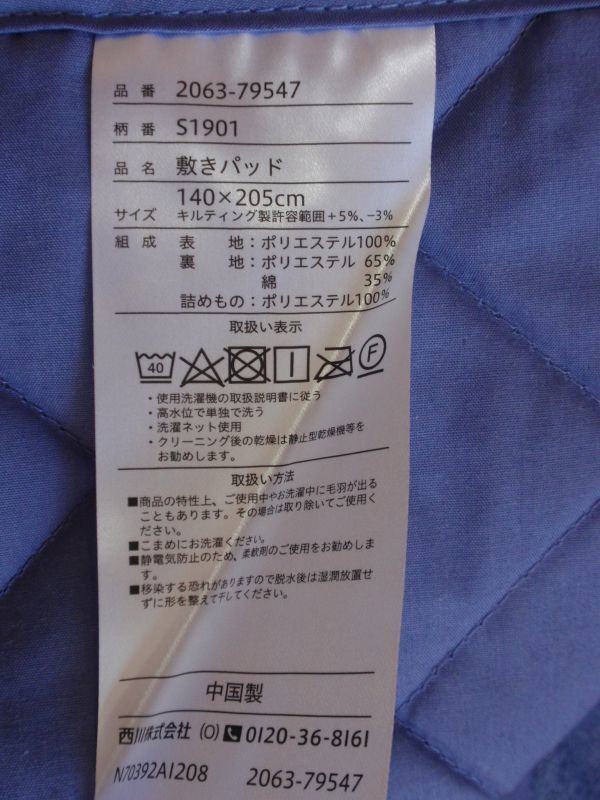 品 番 2063-79547
柄 番 S1901
品 名 敷きパッド
140×205cm
サイズ キルティング製許容範囲+5%、-3%
組 成 表 地:ポリエステル100%
裏 地:ポリエステル 65%
綿 35%
詰めもの:ポリエステル100%
取扱い表示
40 F
・使用洗濯機の取扱説明書に従う
・高水位で単独で洗う
・洗濯ネット使用
・クリーニング後の乾燥は静止型乾燥機等を
お勧めします。
取扱い方法
■商品の特性上、ご使用中やお洗濯中に毛羽が出る
こともあります。その場合は取り除いてご使用く
ださい。
■こまめにお洗濯ください。
■静電気防止のため、柔軟剤のご使用をお勧めしま
す。
■移染する恐れがありますので脱水後は湿潤放置せ
ずに形を整えて干してください。
中国製
西川株式会社 (O) 0120-36-8161
N70392A1208 2063-79547